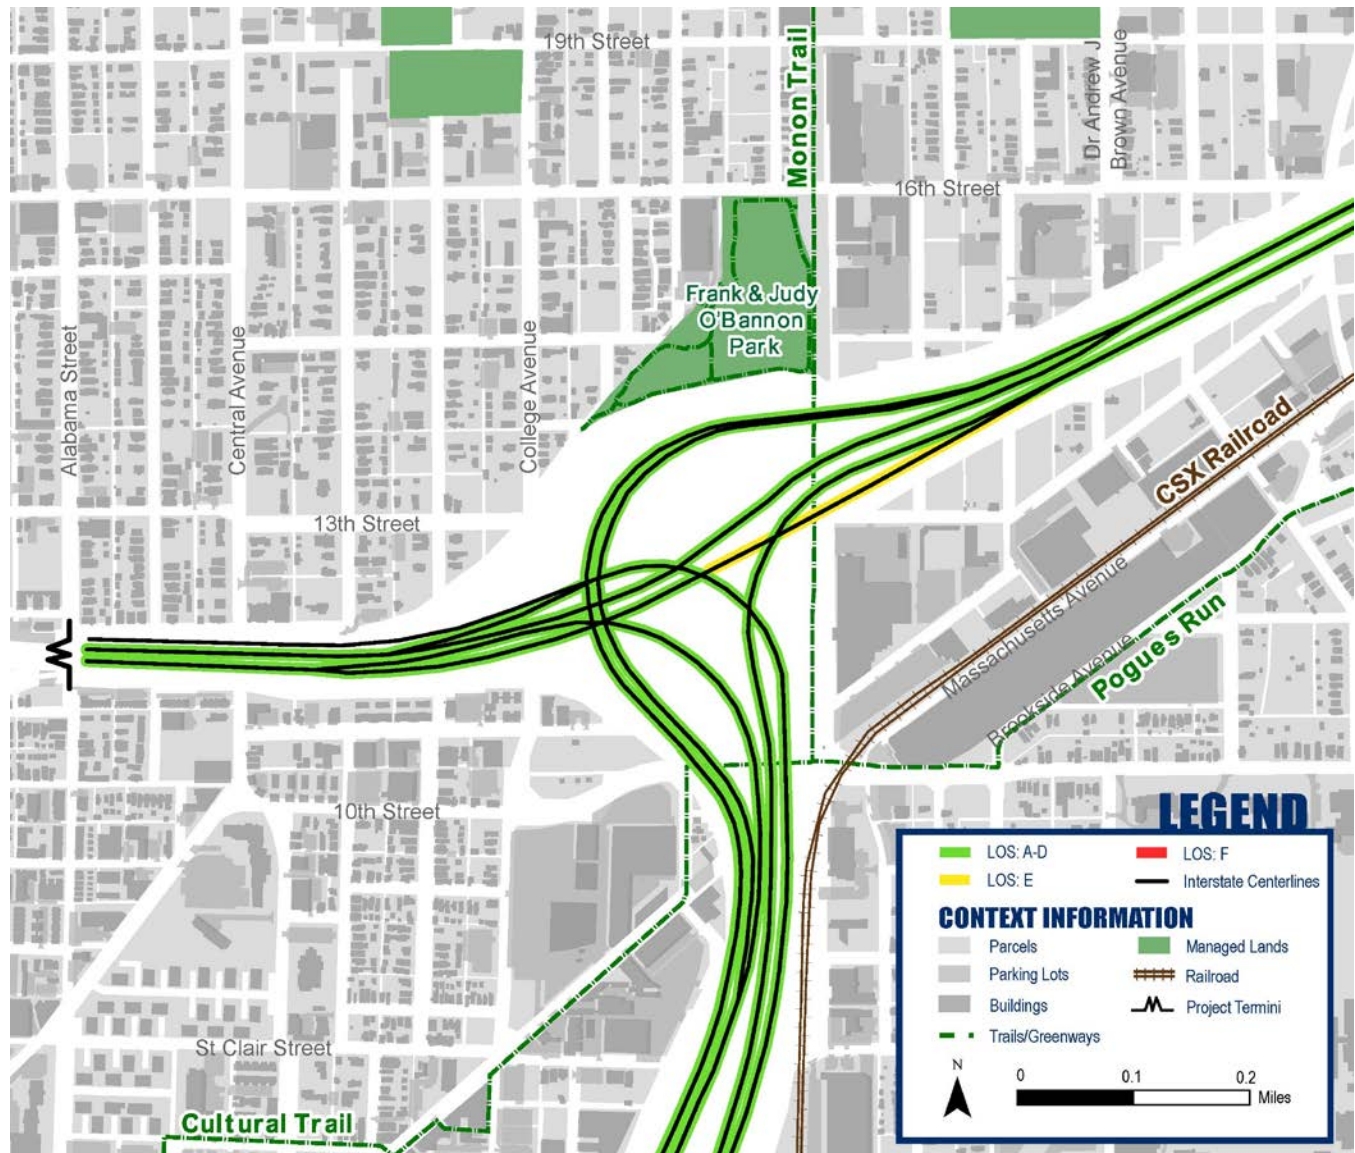 19th Street
Monon Trail
Dr Andrew J
Brown Avenue
16th Street
Frank & Judy
O'Bannon
Park
Alabama Street
Central Avenue
College Avenue
13th Street
CSX Railroad
Massachusetts Avenue
Brookside Avenue
Pogues Run
10th Street
St Clair Street
Cultural Trail
LEGEND
LOS: A-D
LOS: F
LOS: E
Interstate Centerlines
CONTEXT INFORMATION
Parcels
Managed Lands
Parking Lots
Railroad
Buildings
Project Termini
Trails/Greenways
N
0 0.1 0.2
Miles